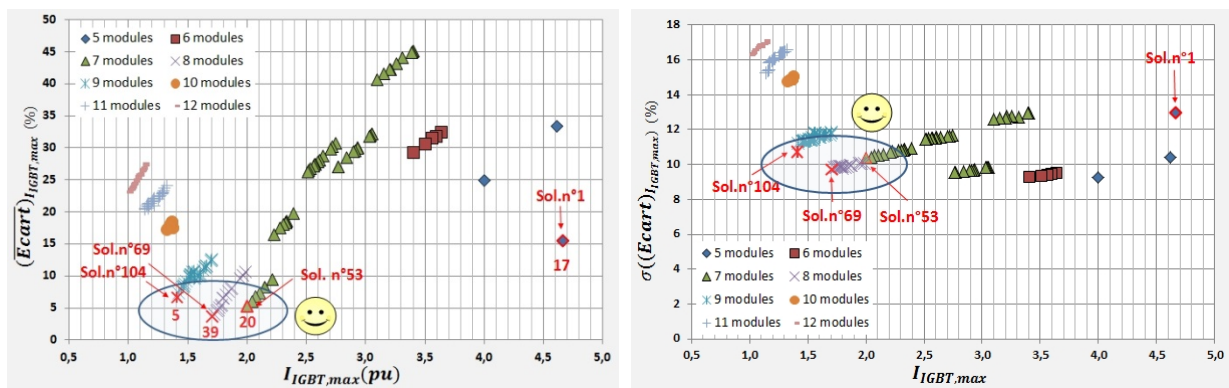 50
45
40
35
30
25
20
15
10
5
0
(Ecart)I_IGBT,max (%)
5 modules
6 modules
7 modules
8 modules
9 modules
10 modules
11 modules
12 modules
Sol.n°1
17
Sol.n°69
Sol.n°104
Sol. n°53
5
39
20
0,5 1,0 1,5 2,0 2,5 3,0 3,5 4,0 4,5 5,0
I_IGBT,max(pu)
18
16
14
12
10
8
6
4
2
0
σ((Ecart)I_IGBT,max) (%)
Sol.n°1
Sol.n°104
Sol.n°69
Sol.n°53
5 modules
6 modules
7 modules
8 modules
9 modules
10 modules
11 modules
12 modules
0,5 1,0 1,5 2,0 2,5 3,0 3,5 4,0 4,5 5,0
I_IGBT,max